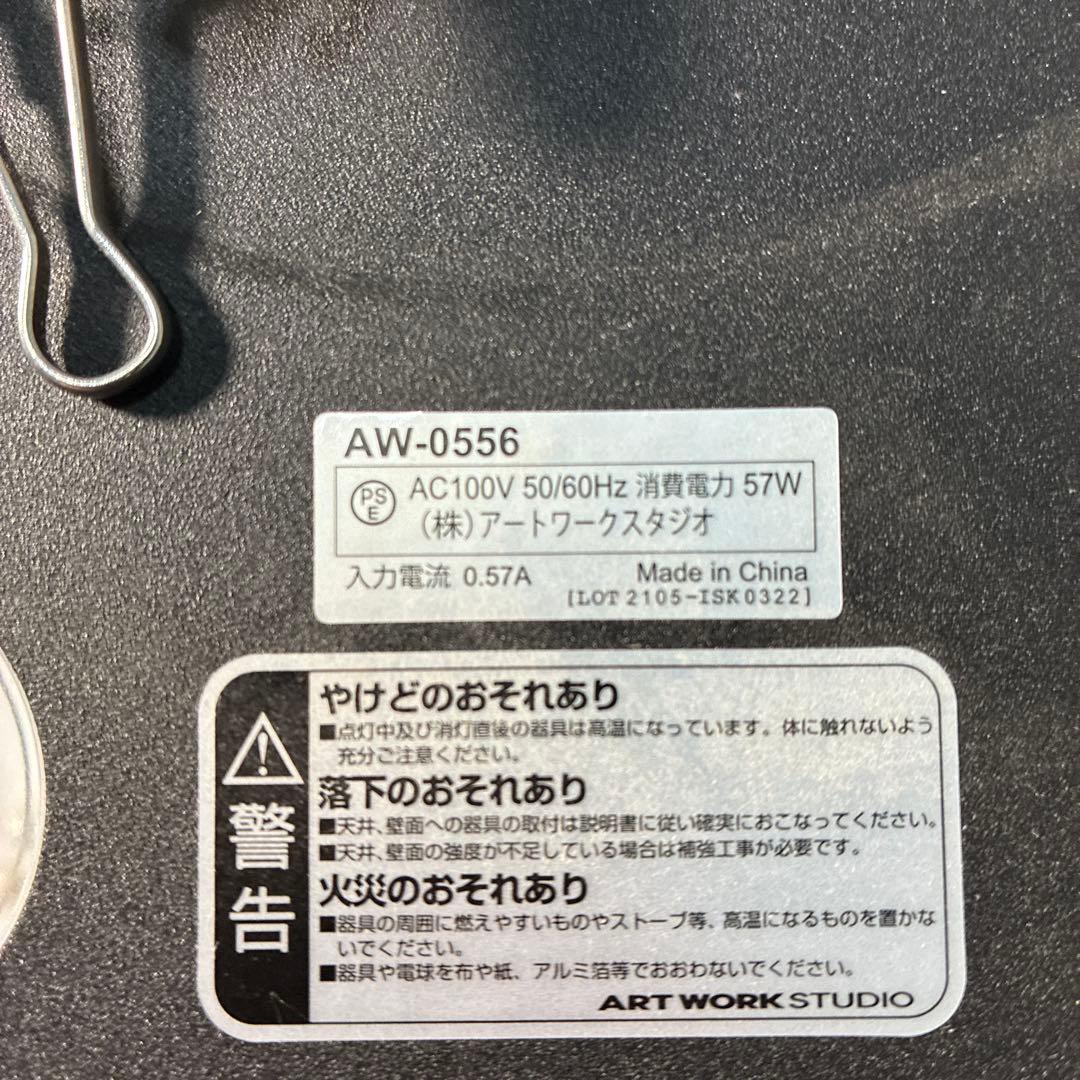 AW-0556
PS
E
AC100V 50/60Hz 消費電力 57W
(株)アートワークスタジオ
入力電流 0.57A
Made in China
[LOT 2105-ISK0322]
警告
やけどのおそれあり
■点灯中及び消灯直後の器具は高温になっています。体に触れないよう
充分ご注意ください。
落下のおそれあり
■天井、壁面への器具の取付は説明書に従い確実におこなってください。
■天井、壁面の強度が不足している場合は補強工事が必要です。
火災のおそれあり
■器具の周囲に燃えやすいものやストーブ等、高温になるものを置かな
いでください。
■器具や電球を布や紙、アルミ箔等でおおわないでください。
ART WORK STUDIO